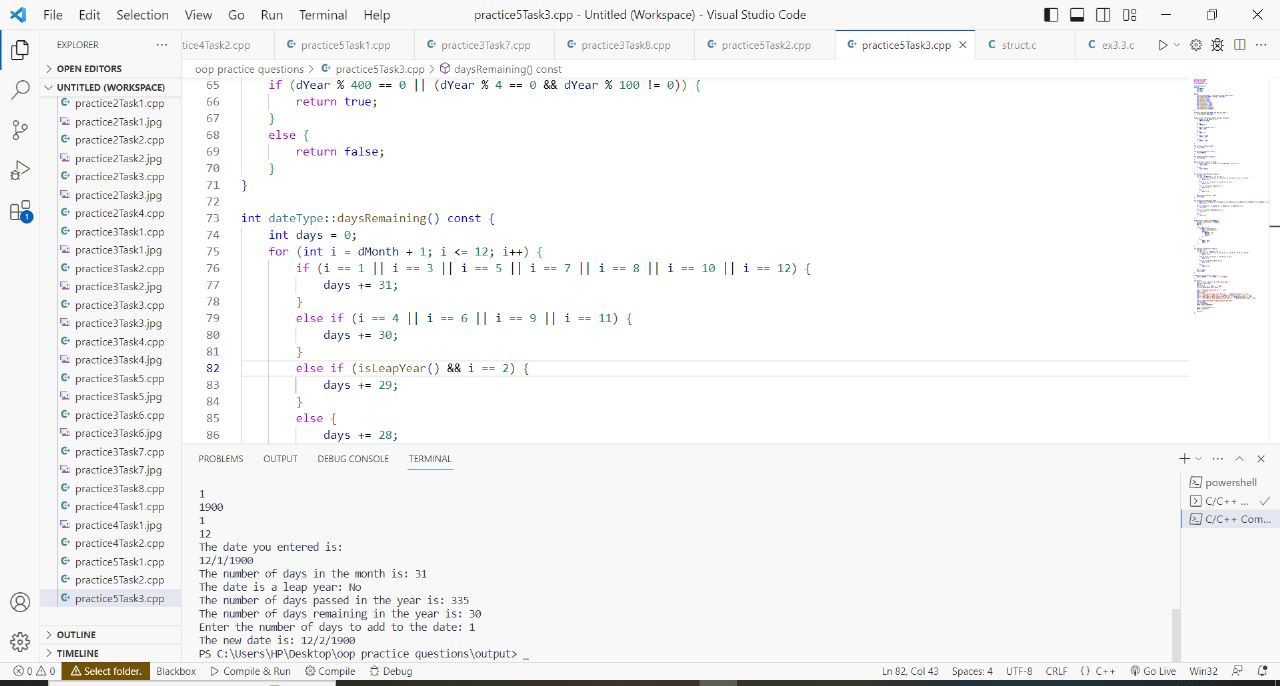 File Edit Selection View Go Run Terminal Help practice5Task3.cpp - Untitled (Workspace) - Visual Studio Code
EXPLORER ···
OPEN EDITORS
UNTITLED (WORKSPACE)
practice2Task1.cpp
practice2Task1.jpg
practice2Task2.cpp
practice2Task2.jpg
practice2Task3.cpp
practice2Task3.jpg
practice2Task4.cpp
practice3Task1.cpp
practice3Task1.jpg
practice3Task2.cpp
practice3Task2.jpg
practice3Task3.cpp
practice3Task3.jpg
practice3Task4.cpp
practice3Task4.jpg
practice3Task5.cpp
practice3Task5.jpg
practice3Task6.cpp
practice3Task6.jpg
practice3Task7.cpp
practice3Task7.jpg
practice3Task8.cpp
practice4Task1.cpp
practice4Task1.jpg
practice4Task2.cpp
practice5Task1.cpp
practice5Task2.cpp
practice5Task3.cpp
OUTLINE
TIMELINE
1
tice4Task2.cpp practice5Task1.cpp practice3Task7.cpp practice3Task8.cpp practice5Task2.cpp practice5Task3.cpp C struct.c C ex3.3.c
oop practice questions > practice5Task3.cpp > daysRemaining() const
65 if (dYear % 400 == 0 || (dYear % 4 == 0 && dYear % 100 != 0)) {
66 return true;
67 }
68 else {
69 return false;
70 }
71 }
72
73 int dateType::daysRemaining() const {
74 int days = 0;
75 for (int i = dMonth + 1; i <= 12; i++) {
76 if (i == 1 || i == 3 || i == 5 || i == 7 || i == 8 || i == 10 || i == 12) {
77 days += 31;
78 }
79 else if (i == 4 || i == 6 || i == 9 || i == 11) {
80 days += 30;
81 }
82 else if (isLeapYear() && i == 2) {
83 days += 29;
84 }
85 else {
86 days += 28;
PROBLEMS OUTPUT DEBUG CONSOLE TERMINAL
1
1900
1
12
The date you entered is:
12/1/1900
The number of days in the month is: 31
The date is a leap year: No
The number of days passed in the year is: 335
The number of days remaining in the year is: 30
Enter the number of days to add to the date: 1
The new date is: 12/2/1900
PS C:\Users\HP\Desktop\oop practice questions\output> _
powershell
C/C++ ...
C/C++ Com...
0 0 Select folder. Blackbox Compile & Run Compile Debug Ln 82, Col 43 Spaces: 4 UTF-8 CRLF {} C++ Go Live Win32